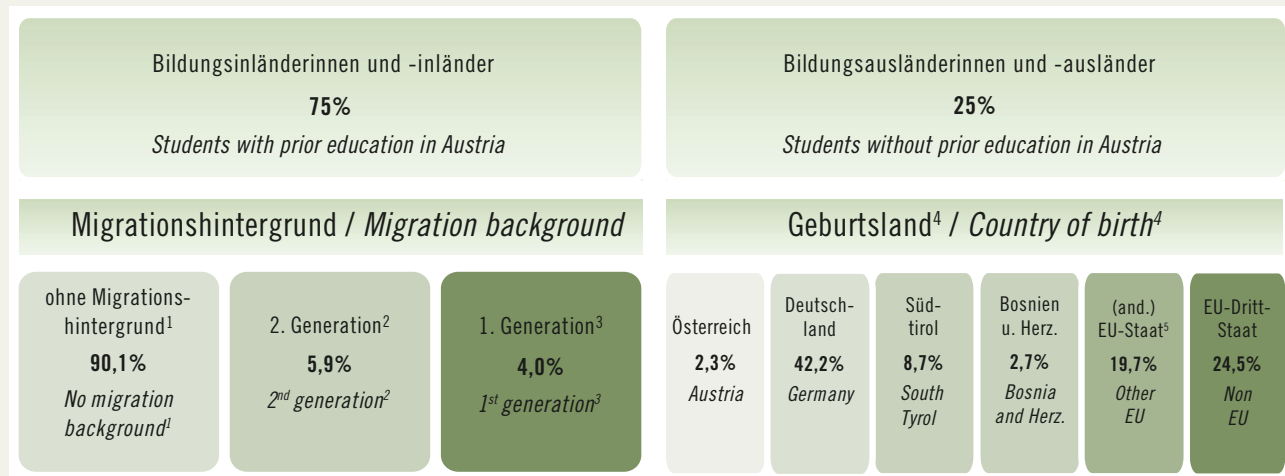 Bildungsinländerinnen und -inländer
75%
Students with prior education in Austria
Bildungsausländerinnen und -ausländer
25%
Students without prior education in Austria
Migrationshintergrund / Migration background
Geburtsland⁴ / Country of birth⁴
ohne Migrations-
hintergrund¹
90,1%
No migration
background¹
2. Generation²
5,9%
2nd generation²
1. Generation³
4,0%
1st generation³
Österreich
2,3%
Austria
Deutsch-
land
42,2%
Germany
Süd-
tirol
8,7%
South
Tyrol
Bosnien
u. Herz.
2,7%
Bosnia
and Herz.
(and.)
EU-Staat⁵
19,7%
Other
EU
EU-Dritt-
Staat
24,5%
Non
EU